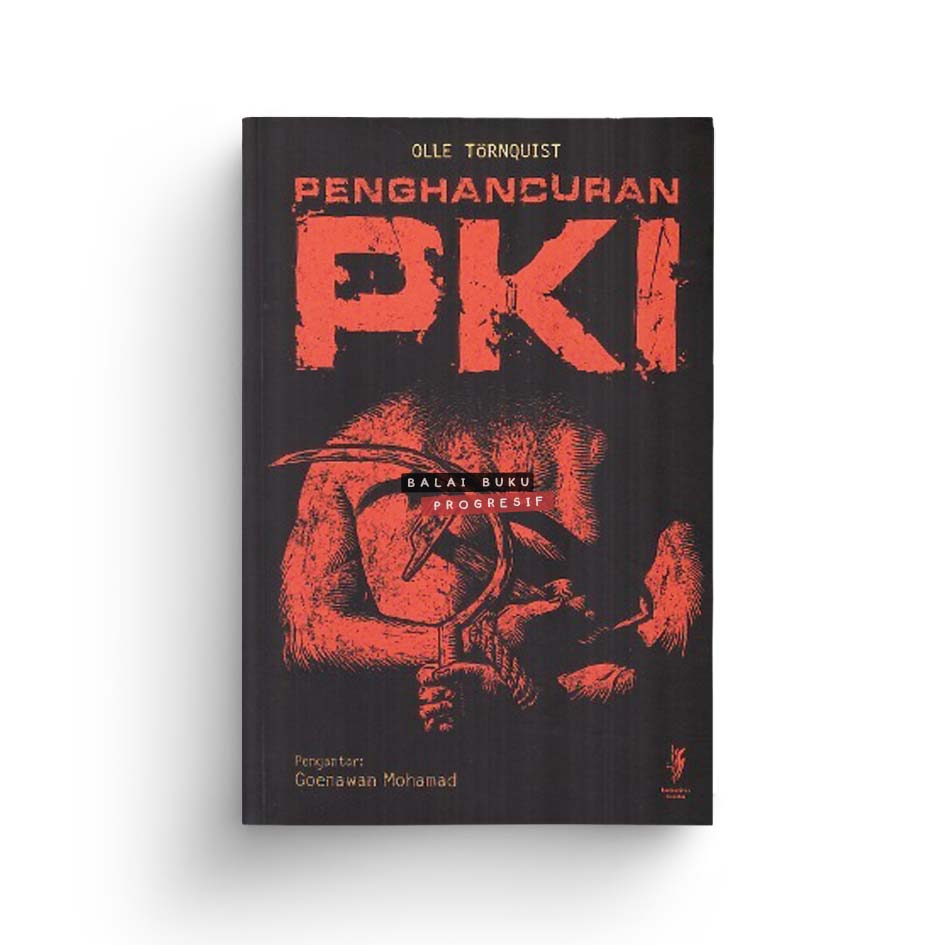 OLLE TöRNQUIST
PENGHANCURAN
PKI
BALAI BUKU
PROGRESIF
Pengantar:
Goenawan Mohamad